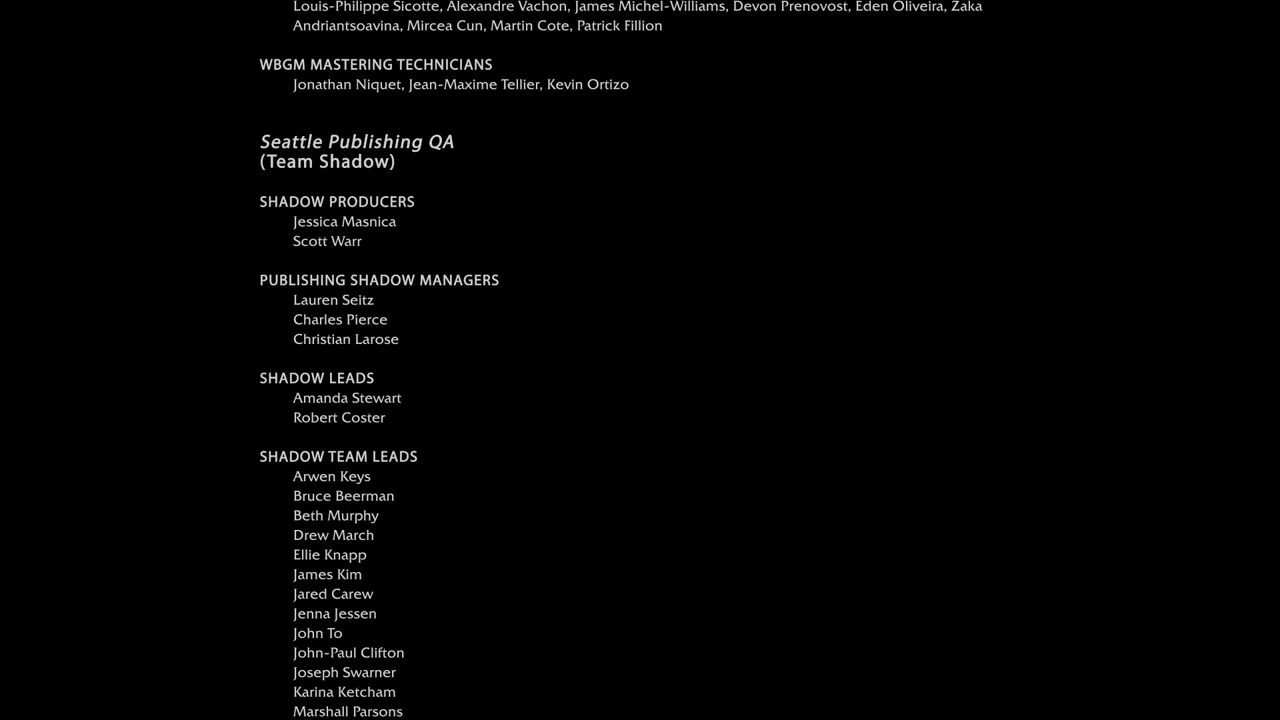 Louis-Philippe Sicotte, Alexandre Vachon, James Michel-Williams, Devon Prenovost, Eden Oliveira, Zaka
Andriantsoavina, Mircea Cun, Martin Cote, Patrick Fillion
WBGM MASTERING TECHNICIANS
Jonathan Niquet, Jean-Maxime Tellier, Kevin Ortizo
Seattle Publishing QA
(Team Shadow)
SHADOW PRODUCERS
Jessica Masnica
Scott Warr
PUBLISHING SHADOW MANAGERS
Lauren Seitz
Charles Pierce
Christian Larose
SHADOW LEADS
Amanda Stewart
Robert Coster
SHADOW TEAM LEADS
Arwen Keys
Bruce Beerman
Beth Murphy
Drew March
Ellie Knapp
James Kim
Jared Carew
Jenna Jessen
John To
John-Paul Clifton
Joseph Swarner
Karina Ketcham
Marshall Parsons